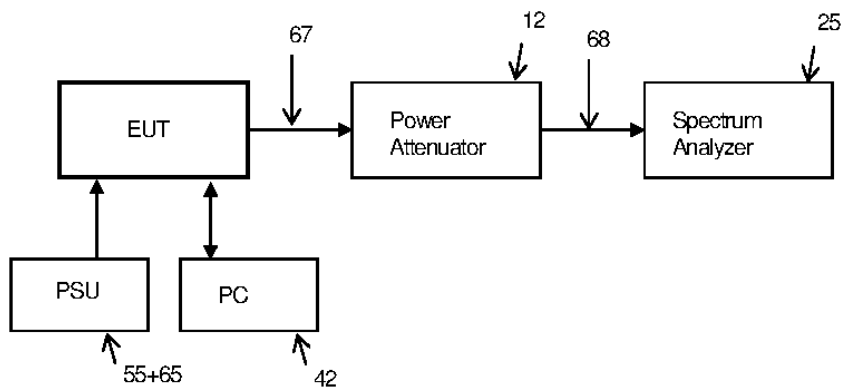 67
12
68
25
EUT
Power
Attenuator
Spectrum
Analyzer
PSU
PC
55+65
42